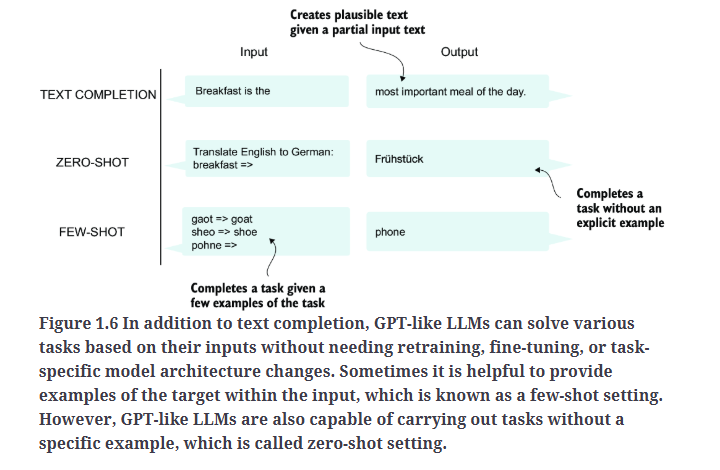 Creates plausible text
given a partial input text
Input
Output
TEXT COMPLETION
Breakfast is the
most important meal of the day.
ZERO-SHOT
Translate English to German:
breakfast =>
Frühstück
Completes a
task without an
explicit example
FEW-SHOT
gaot => goat
sheo => shoe
pohne =>
phone
Completes a task given
a few examples of the task
Figure 1.6 In addition to text completion, GPT-like LLMs can solve various
tasks based on their inputs without needing retraining, fine-tuning, or task-
specific model architecture changes. Sometimes it is helpful to provide
examples of the target within the input, which is known as a few-shot setting.
However, GPT-like LLMs are also capable of carrying out tasks without a
specific example, which is called zero-shot setting.